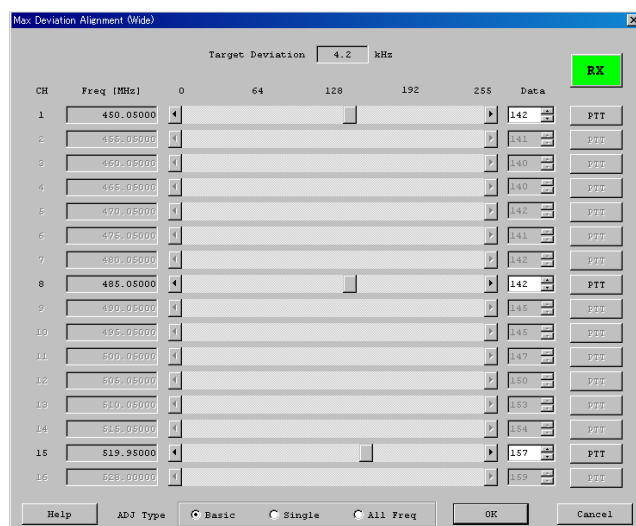 Max Deviation Alignment (Wide)
Target Deviation 4.2 kHz
RX
CH Freq [MHz] 0 64 128 192 255 Data
1 450.05000 142 PTT
2 455.05000 141 PTT
3 460.05000 140 PTT
4 465.05000 140 PTT
5 470.05000 142 PTT
6 475.05000 141 PTT
7 480.05000 142 PTT
8 485.05000 142 PTT
9 490.05000 145 PTT
10 495.05000 145 PTT
11 500.05000 147 PTT
12 505.05000 150 PTT
13 510.05000 153 PTT
14 515.05000 154 PTT
15 519.95000 157 PTT
16 528.00000 159 PTT
Help ADJ Type Basic Single All Freq OK Cancel